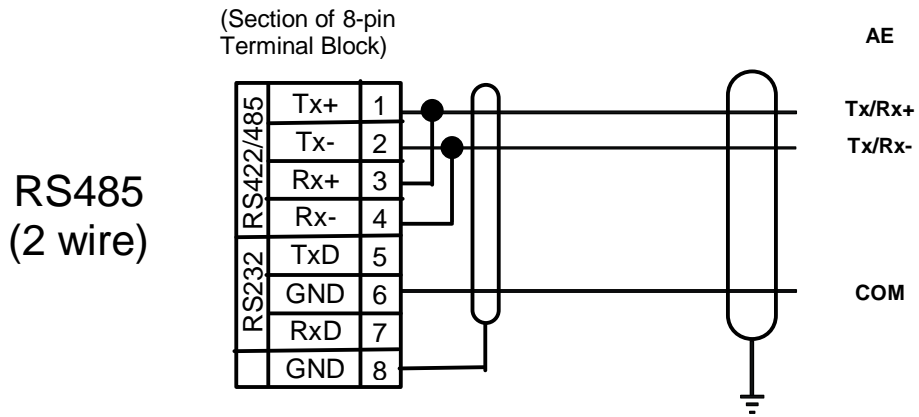 (Section of 8-pin
Terminal Block)
AE
RS485
(2 wire)
RS422/485
Tx+ 1
Tx- 2
Rx+ 3
Rx- 4
RS232
TxD 5
GND 6
RxD 7
GND 8
Tx/Rx+
Tx/Rx-
COM